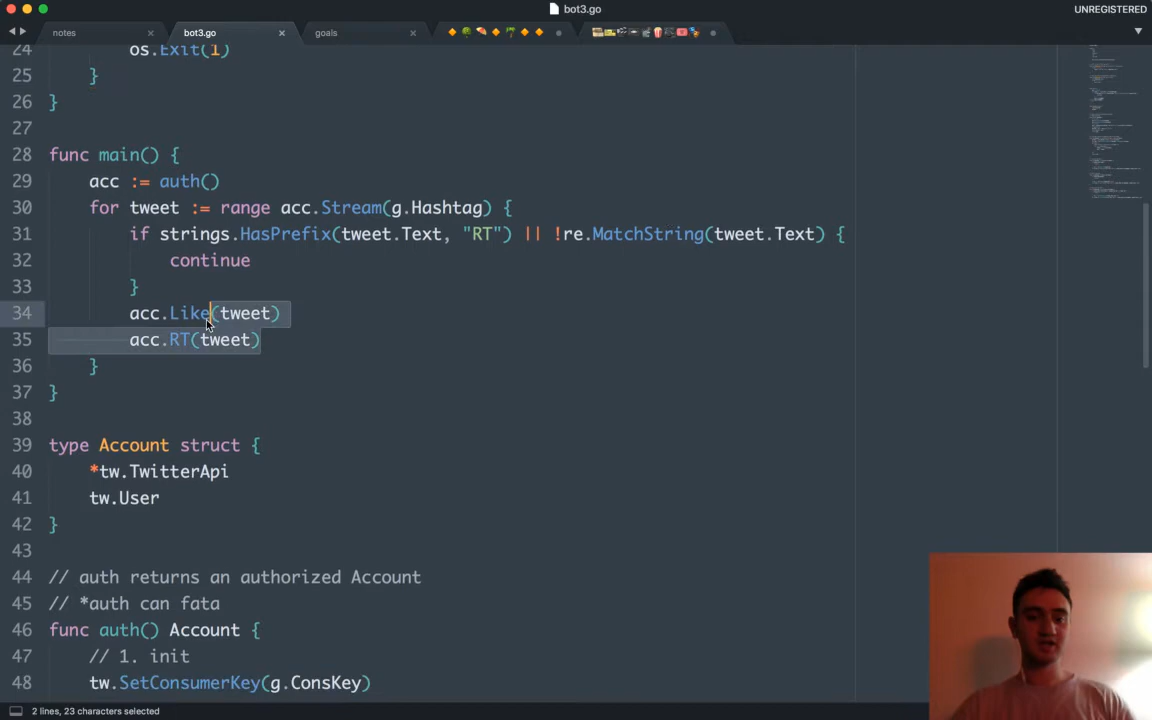 bot3.go
UNREGISTERED
notes
bot3.go
goals
24 os.Exit(1)
25 }
26 }
27
28 func main() {
29 acc := auth()
30 for tweet := range acc.Stream(g.Hashtag) {
31 if strings.HasPrefix(tweet.Text, "RT") || !re.MatchString(tweet.Text) {
32 continue
33 }
34 acc.Like(tweet)
35 acc.RT(tweet)
36 }
37 }
38
39 type Account struct {
40 *tw.TwitterApi
41 tw.User
42 }
43
44 // auth returns an authorized Account
45 // *auth can fata
46 func auth() Account {
47 // 1. init
48 tw.SetConsumerKey(g.ConsKey)
2 lines, 23 characters selected